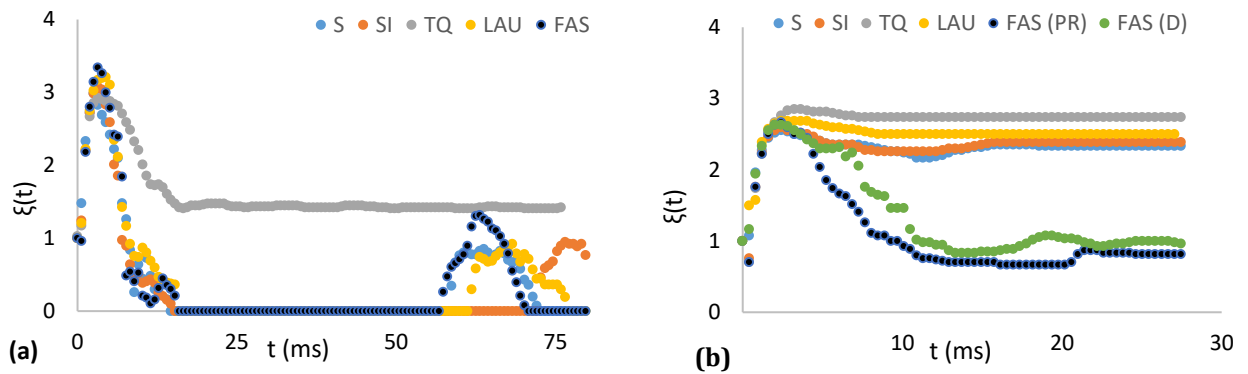 S SI TQ LAU FAS
4
3
2
1
0
ξ(t)
0 25 50 75
t (ms)
(a)
S SI TQ LAU FAS (PR) FAS (D)
4
3
2
1
0
ξ(t)
10 20 30
t (ms)
(b)